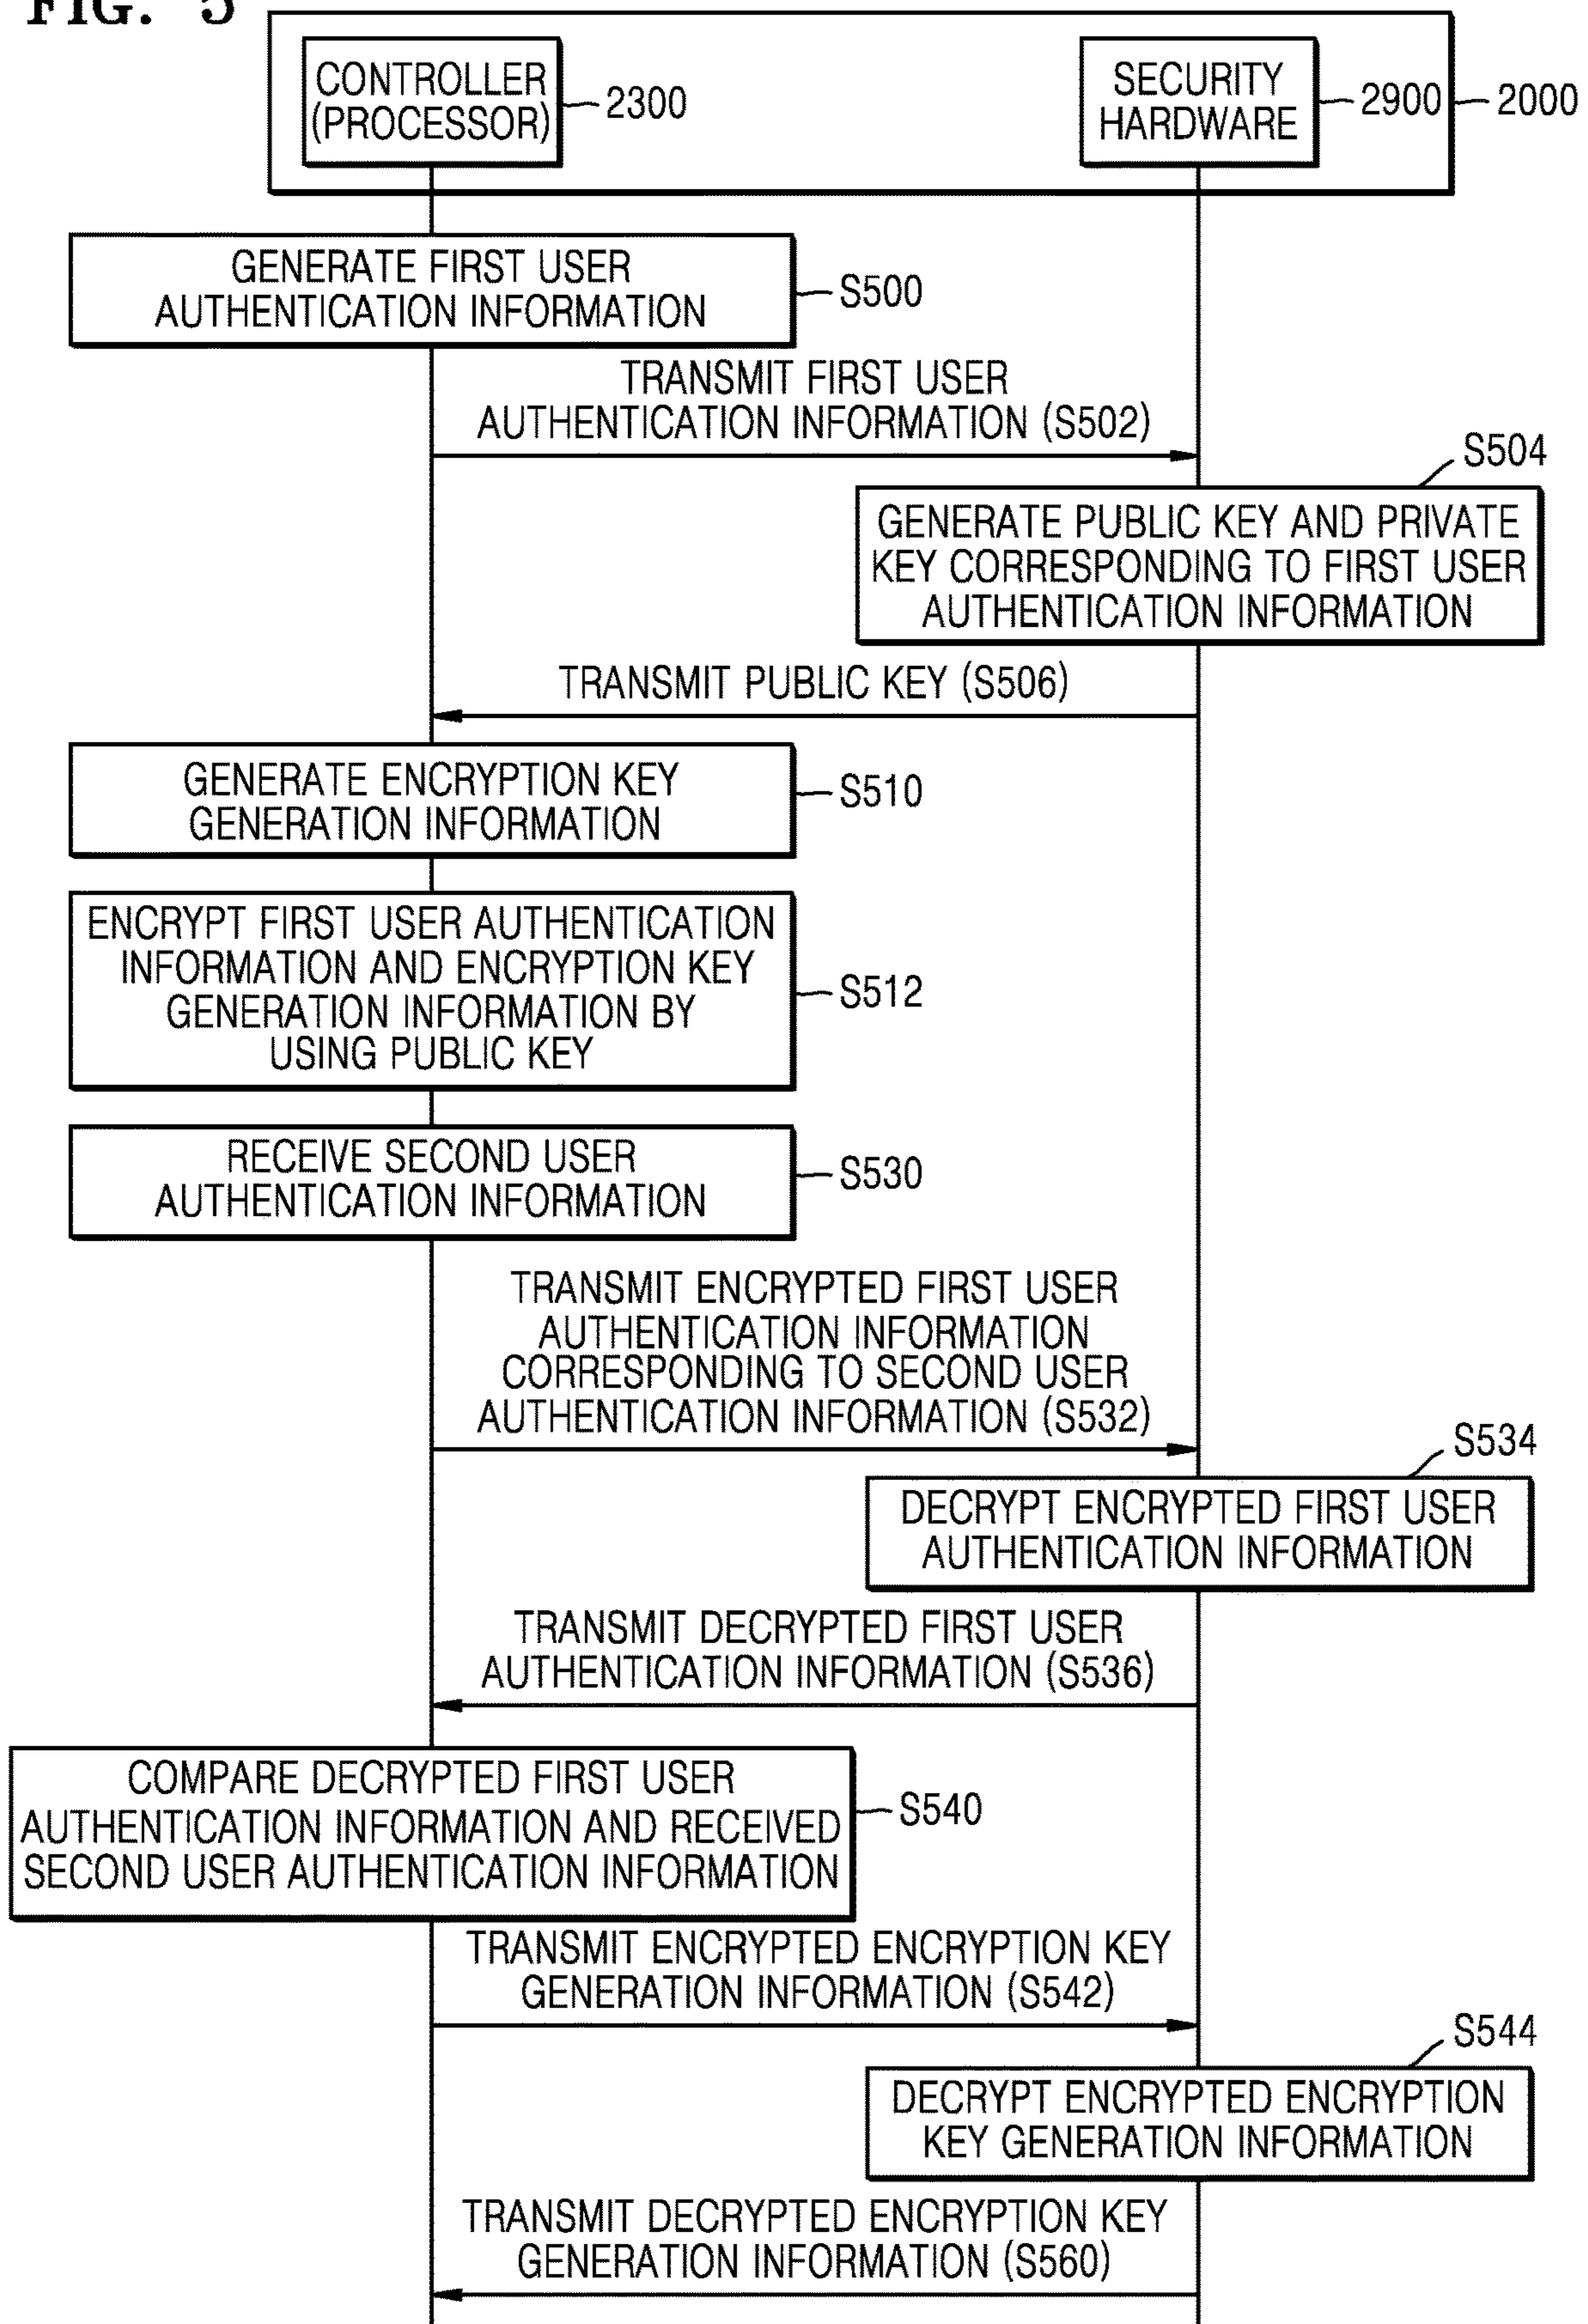 FIG. 5
CONTROLLER
(PROCESSOR)
2300
SECURITY
HARDWARE
2900
2000
GENERATE FIRST USER
AUTHENTICATION INFORMATION
S500
TRANSMIT FIRST USER
AUTHENTICATION INFORMATION (S502)
S504
GENERATE PUBLIC KEY AND PRIVATE
KEY CORRESPONDING TO FIRST USER
AUTHENTICATION INFORMATION
TRANSMIT PUBLIC KEY (S506)
GENERATE ENCRYPTION KEY
GENERATION INFORMATION
S510
ENCRYPT FIRST USER AUTHENTICATION
INFORMATION AND ENCRYPTION KEY
GENERATION INFORMATION BY
USING PUBLIC KEY
S512
RECEIVE SECOND USER
AUTHENTICATION INFORMATION
S530
TRANSMIT ENCRYPTED FIRST USER
AUTHENTICATION INFORMATION
CORRESPONDING TO SECOND USER
AUTHENTICATION INFORMATION (S532)
S534
DECRYPT ENCRYPTED FIRST USER
AUTHENTICATION INFORMATION
TRANSMIT DECRYPTED FIRST USER
AUTHENTICATION INFORMATION (S536)
COMPARE DECRYPTED FIRST USER
AUTHENTICATION INFORMATION AND RECEIVED
SECOND USER AUTHENTICATION INFORMATION
S540
TRANSMIT ENCRYPTED ENCRYPTION KEY
GENERATION INFORMATION (S542)
S544
DECRYPT ENCRYPTED ENCRYPTION
KEY GENERATION INFORMATION
TRANSMIT DECRYPTED ENCRYPTION KEY
GENERATION INFORMATION (S560)